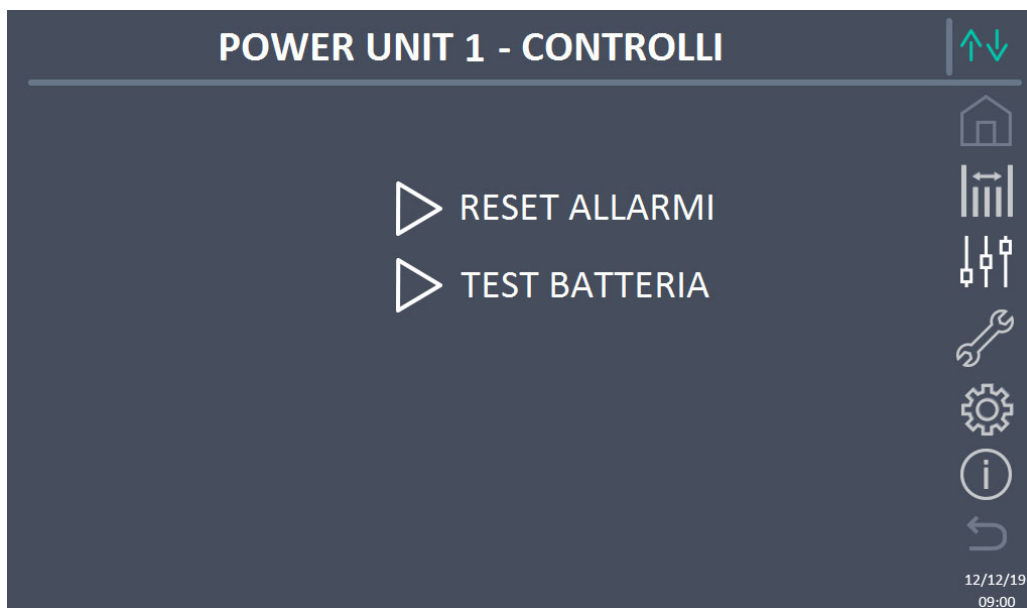 POWER UNIT 1 - CONTROLLI
RESET ALLARMI
TEST BATTERIA
12/12/19
09:00